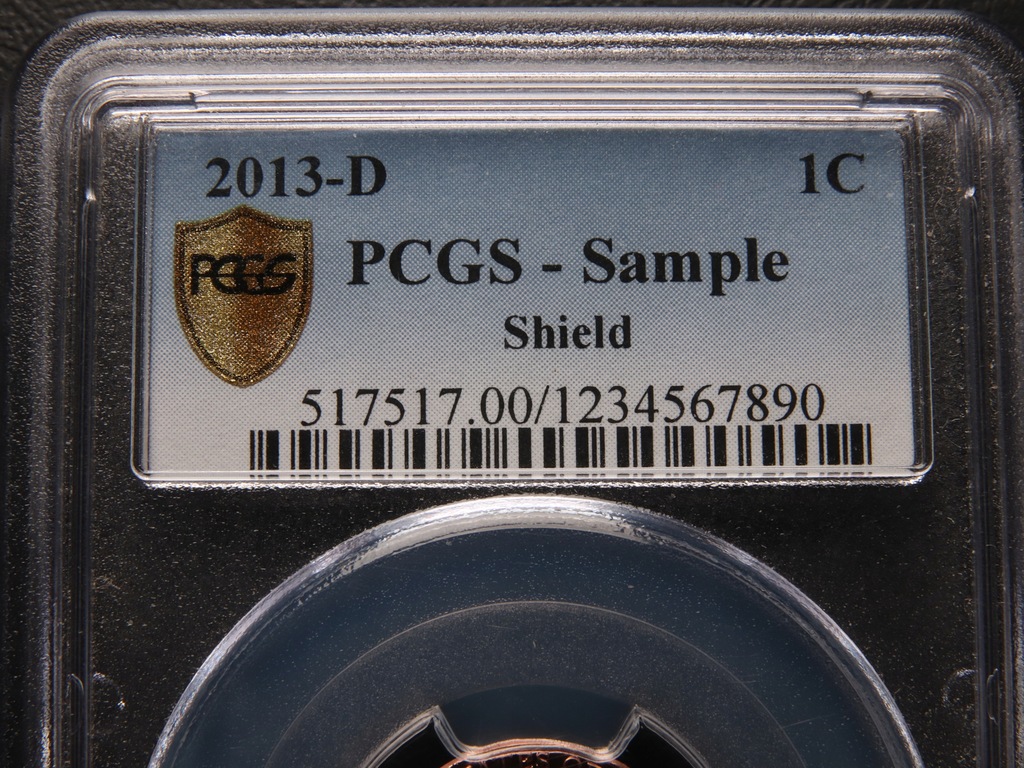 2013-D 1C
PCGS
PCGS - Sample
Shield
517517.00/1234567890